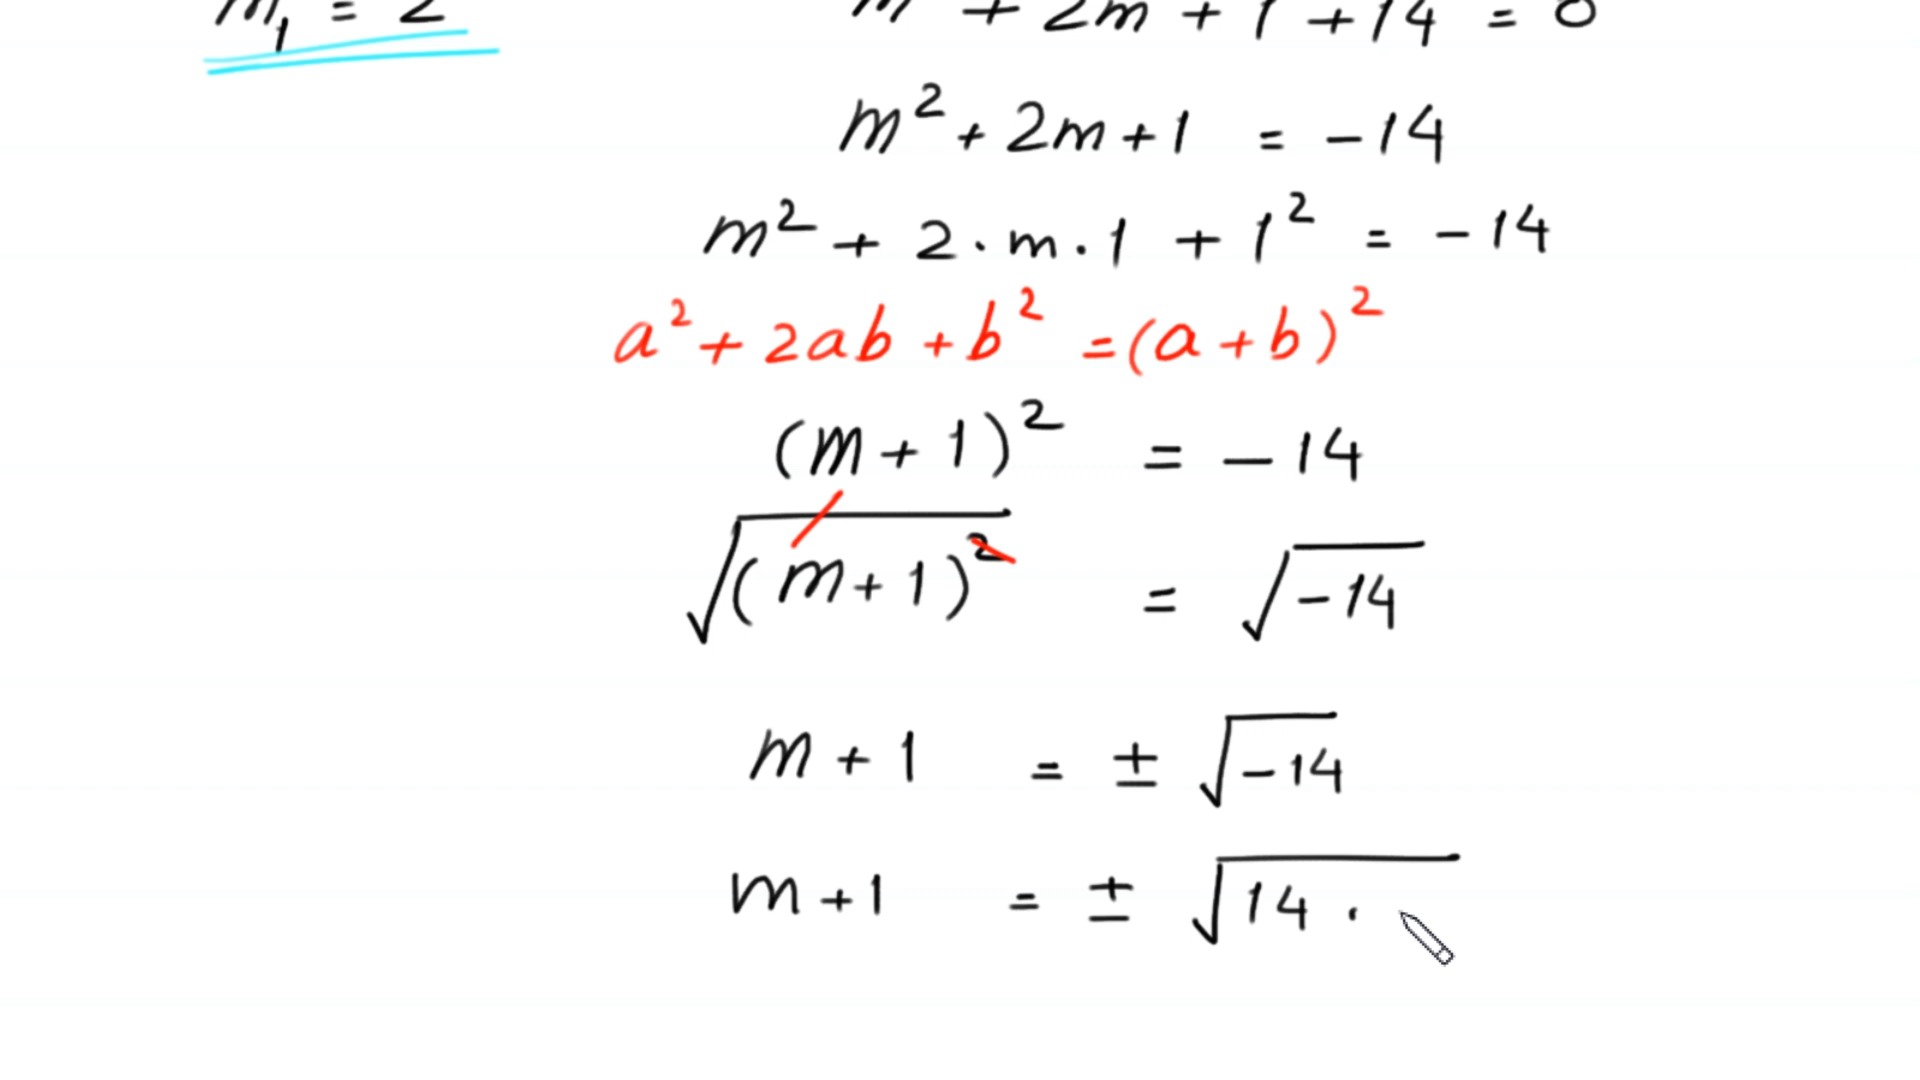 m₁ = 2
m² + 2m + 1 + 14 = 0
m² + 2m + 1 = -14
m² + 2 · m · 1 + 1² = -14
a² + 2ab + b² = (a + b)²
(m + 1)² = -14
√(m + 1)² = √-14
m + 1 = ± √-14
m + 1 = ± √14 ·